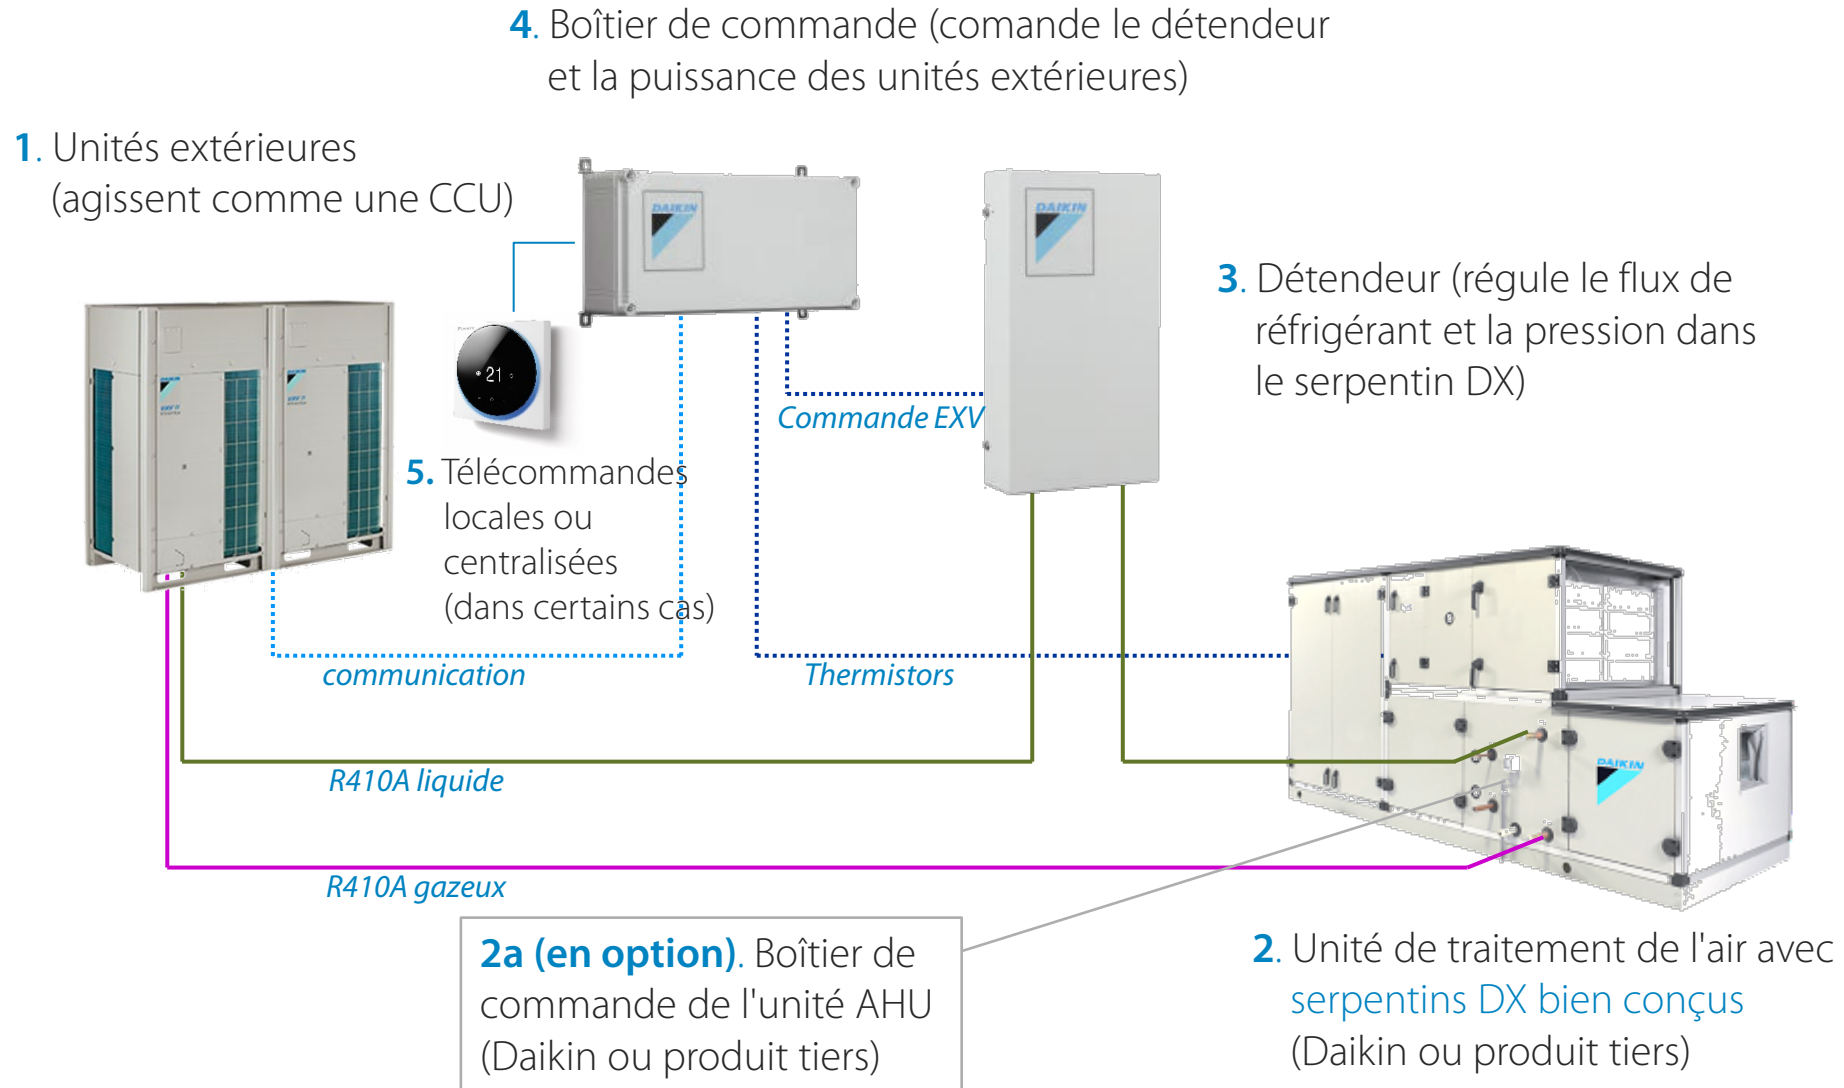 4. Boîtier de commande (comande le détendeur
et la puissance des unités extérieures)
1. Unités extérieures
(agissent comme une CCU)
DAIKIN
DAIKIN
3. Détendeur (régule le flux de
réfrigérant et la pression dans
le serpentin DX)
21
Commande EXV
5. Télécommandes
locales ou
centralisées
(dans certains cas)
communication
Thermistors
R410A liquide
DAIKIN
R410A gazeux
2a (en option). Boîtier de
commande de l'unité AHU
(Daikin ou produit tiers)
2. Unité de traitement de l'air avec
serpentins DX bien conçus
(Daikin ou produit tiers)